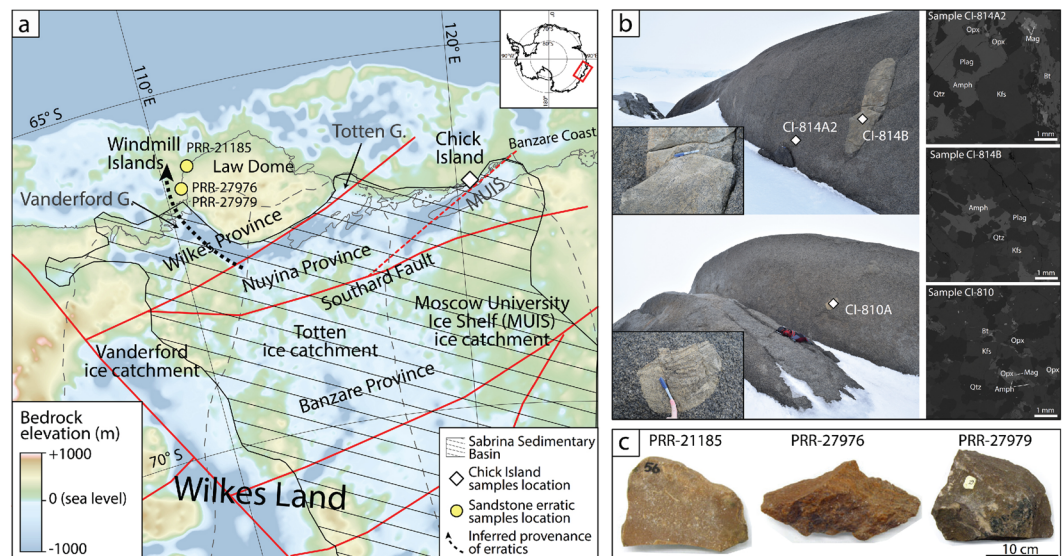 a
65° S
110° E
120° E
Windmill
Islands
PRR-21185
Law Dome
PRR-27976
PRR-27979
Vanderford G.
Totten G.
Chick
Island
Banzare Coast
MUIS
Wilkes Province
Nuyina Province
Southard Fault
Moscow University
Ice Shelf (MUIS)
ice catchment
Totten
ice catchment
Vanderford
ice catchment
Banzare Province
70° S
Wilkes Land
Bedrock
elevation (m)
+1000
0 (sea level)
-1000
Sabrina Sedimentary
Basin
Chick Island
samples location
Sandstone erratic
samples location
Inferred provenance
of erratics
b
CI-814A2
CI-814B
CI-810A
Sample CI-814A2
Opx
Mag
Opx
Plag
Bt
Amph
Qtz
Kfs
1 mm
Sample CI-814B
Amph
Plag
Qtz
Kfs
1 mm
Sample CI-810
Bt
Opx
Kfs
Opx
Mag
Opx
Qtz
Amph
1 mm
c
PRR-21185
PRR-27976
PRR-27979
56
10 cm